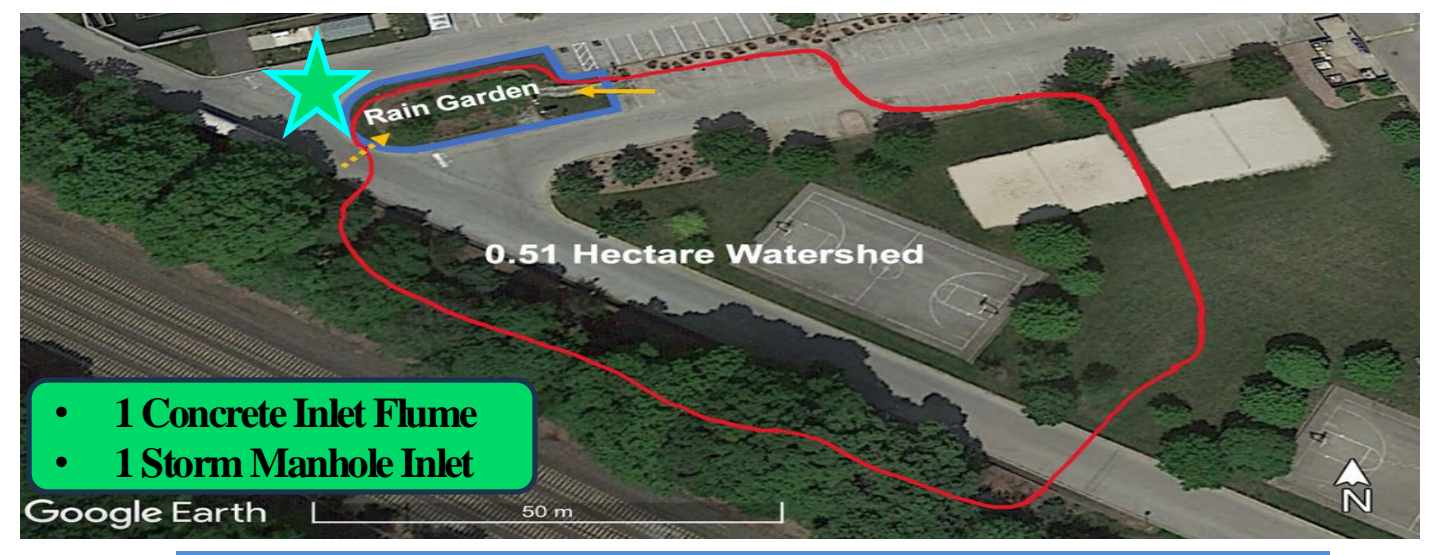 Rain Garden
0.51 Hectare Watershed
• 1 Concrete Inlet Flume
• 1 Storm Manhole Inlet
Google Earth
50 m
N